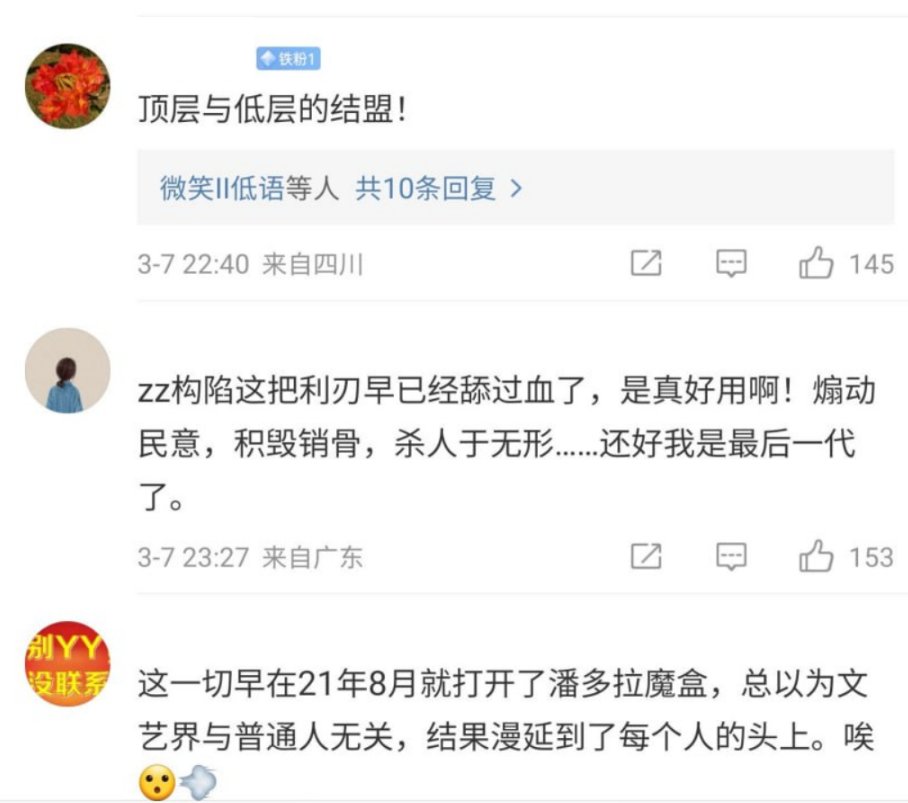 铁粉1
顶层与低层的结盟！
微笑II低语等人 共10条回复 >
3-7 22:40 来自四川
145
zz构陷这把利刃早已经舔过血了，是真好用啊！煽动
民意，积毁销骨，杀人于无形......还好我是最后一代
了。
3-7 23:27 来自广东
153
别YY
没联系
这一切早在21年8月就打开了潘多拉魔盒，总以为文
艺界与普通人无关，结果漫延到了每个人的头上。唉
😮💨